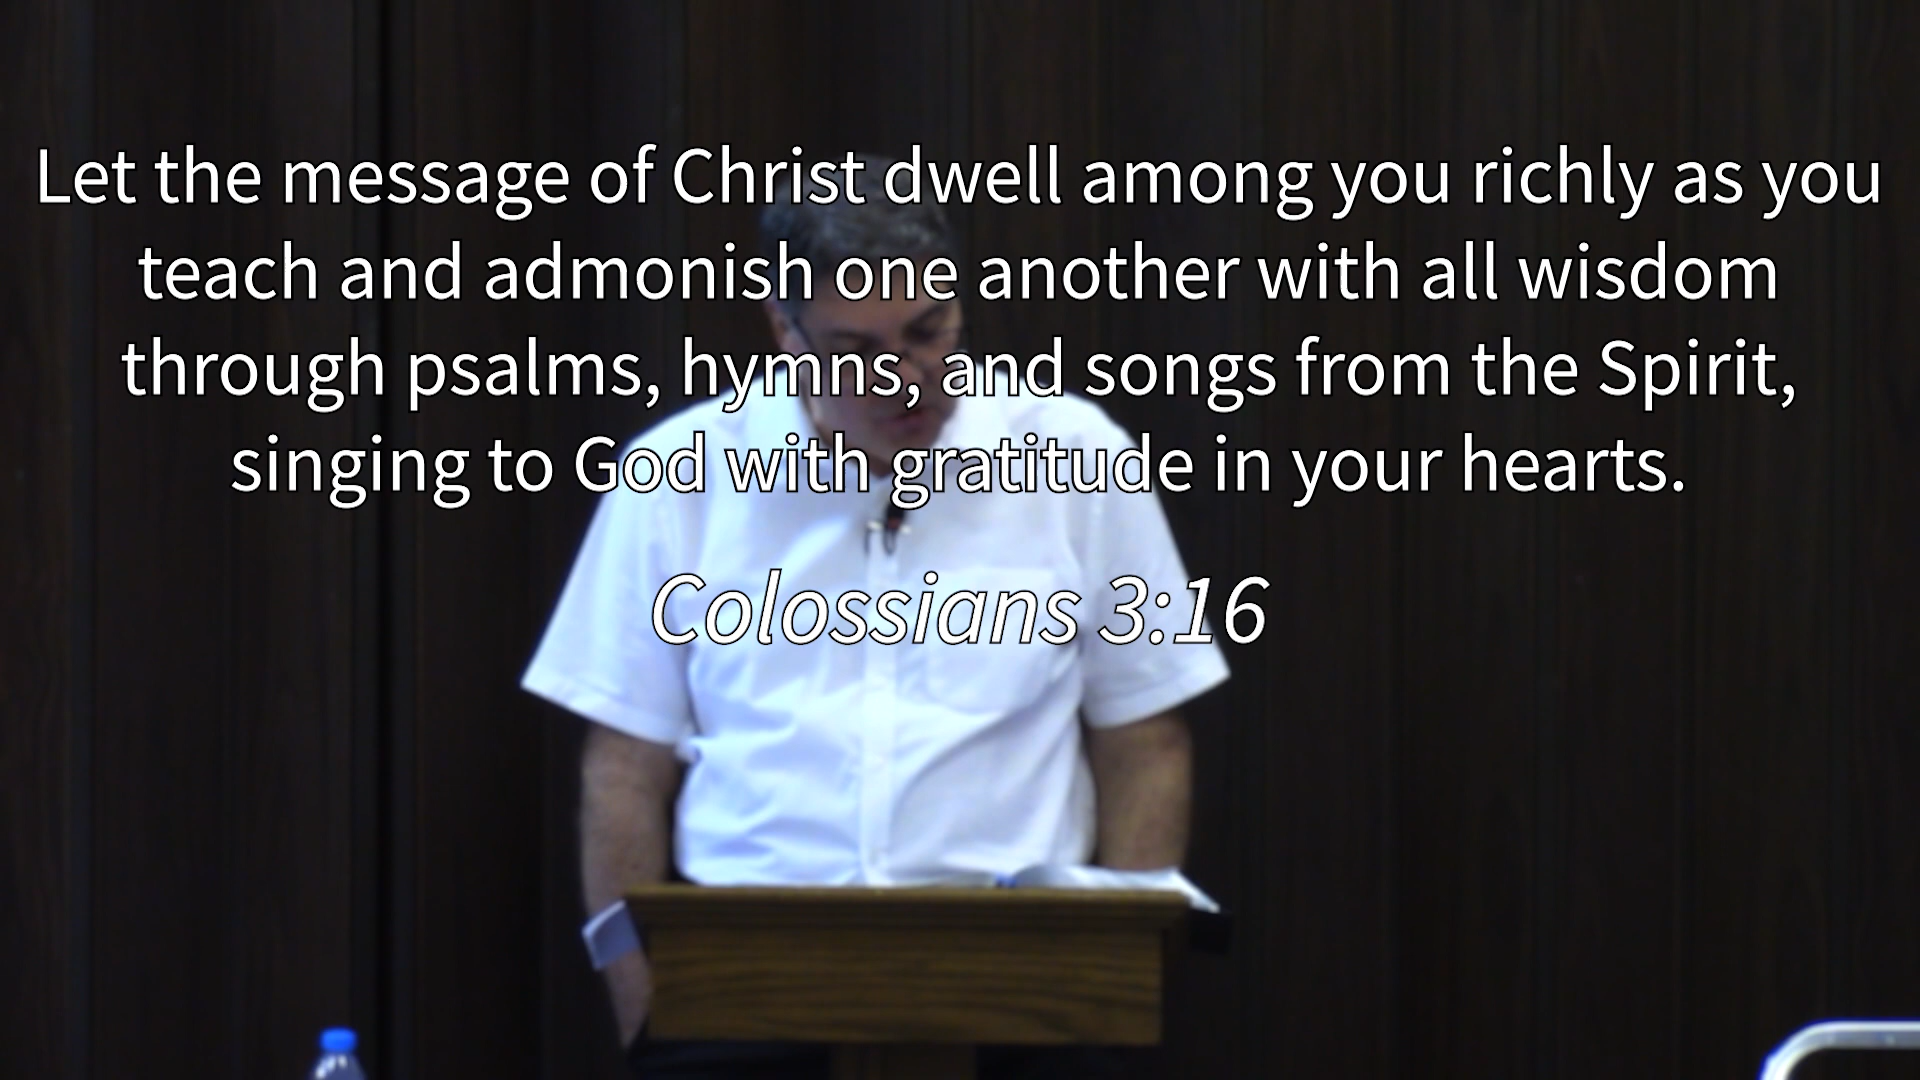 Let the message of Christ dwell among you richly as you
teach and admonish one another with all wisdom
through psalms, hymns, and songs from the Spirit,
singing to God with gratitude in your hearts.
Colossians 3:16